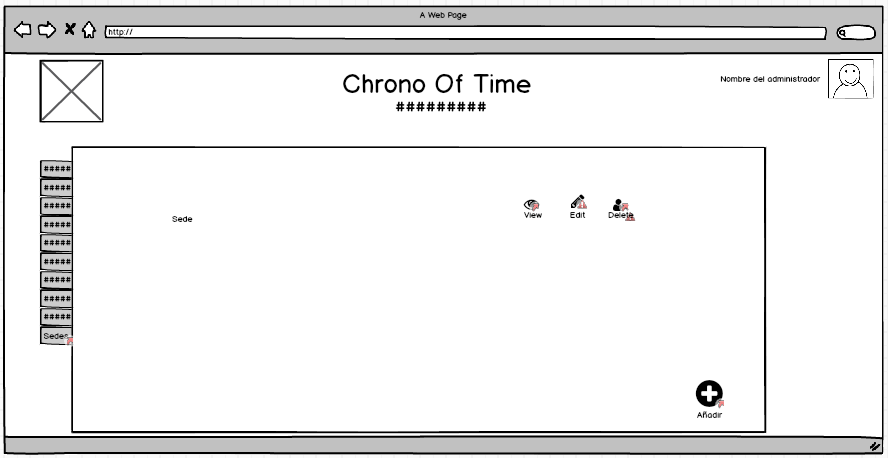 A Web Page
http://
Chrono Of Time
#########
Nombre del administrador
#####
#####
#####
#####
#####
#####
#####
#####
#####
Sedes
Sede
View
Edit
Delete
Añadir